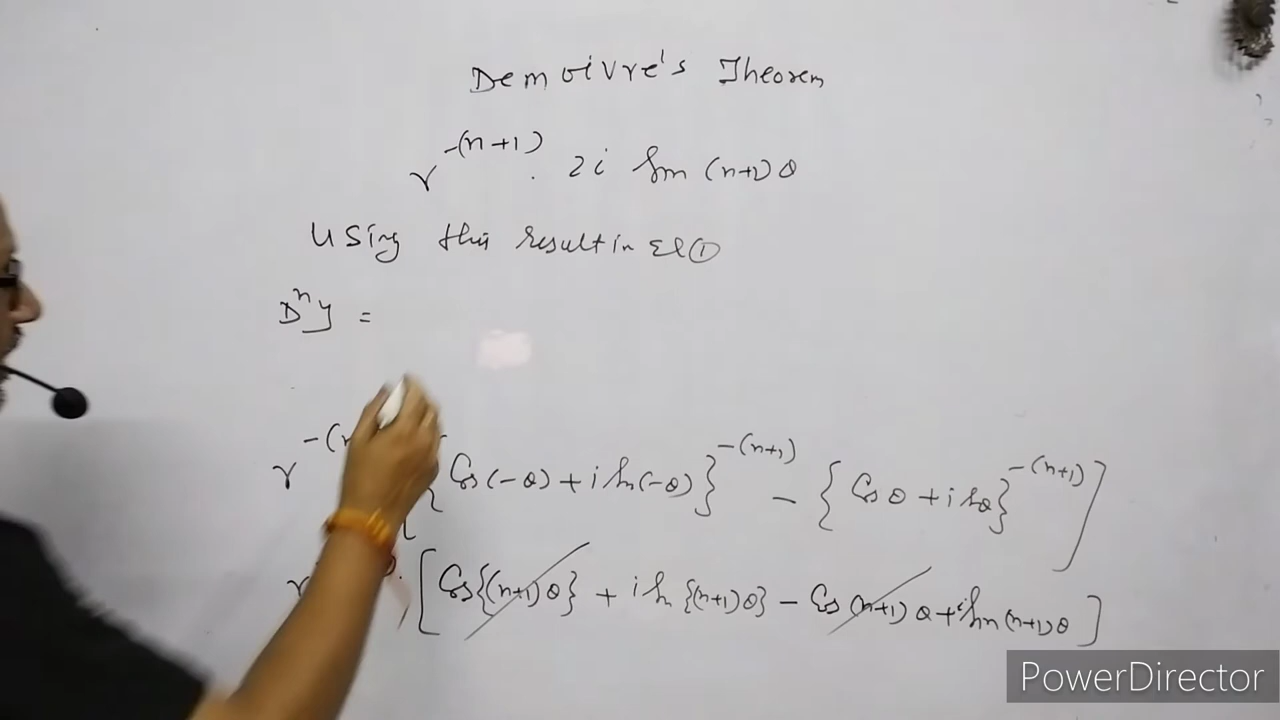 Demoivre's Theorem
r^-(n+1) . 2i Sin (n+1)θ
Using this result in Eq ①
D^n y =
r^-( { Cos(-θ) + i Sin(-θ) }^-(n+1) - { Cos θ + i Sin θ }^-(n+1) ]
r [ Cos{(n+1)θ} + i Sin {(n+1)θ} - Cos (n+1) θ + i Sin (n+1)θ ]
PowerDirector